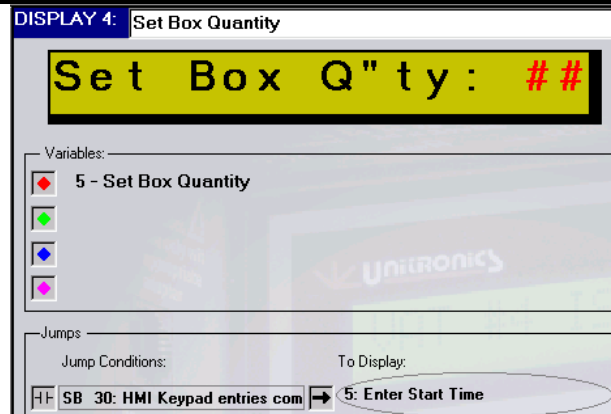 DISPLAY 4: Set Box Quantity
Set Box Q"ty: ##
Variables:
5 - Set Box Quantity
UNITRONICS
Jumps
Jump Conditions: To Display:
SB 30: HMI Keypad entries com 5: Enter Start Time